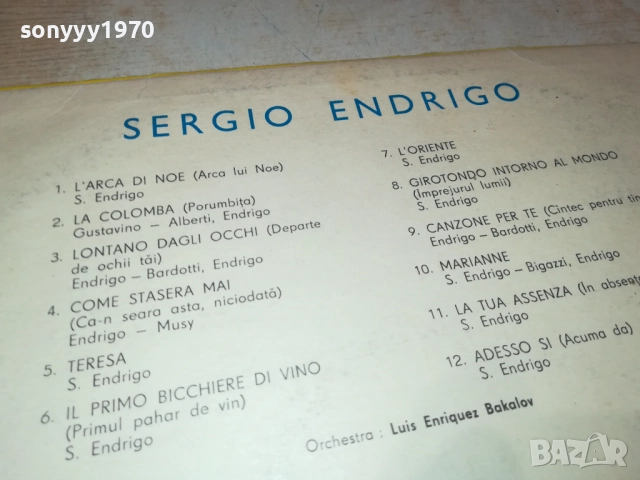 sonyyy1970
SERGIO ENDRIGO
1. L'ARCA DI NOE (Arca lui Noe)
S. Endrigo
2. LA COLOMBA (Porumbița)
Gustavino – Alberti, Endrigo
3. LONTANO DAGLI OCCHI (Departe
de ochii tăi)
Endrigo – Bardotti, Endrigo
4. COME STASERA MAI
(Ca-n seara asta, niciodată)
Endrigo – Musy
5. TERESA
S. Endrigo
6. IL PRIMO BICCHIERE DI VINO
(Primul pahar de vin)
S. Endrigo
7. L'ORIENTE
S. Endrigo
8. GIROTONDO INTORNO AL MONDO
(Împrejurul lumii)
S. Endrigo
9. CANZONE PER TE (Cîntec pentru tin
Endrigo – Bardotti, Endrigo
10. MARIANNE
S. Endrigo – Bigazzi, Endrigo
11. LA TUA ASSENZA (In absenț
S. Endrigo
12. ADESSO SI (Acuma da)
S. Endrigo
Orchestra : Luis Enriquez Bakalov
BAZAR